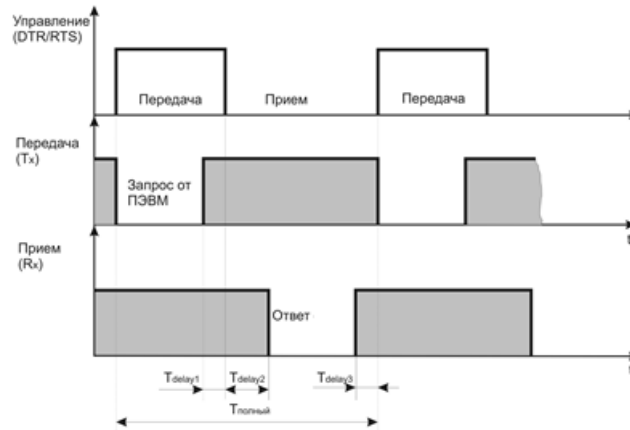 Управление
(DTR/RTS)
Передача
Прием
Передача
t
Передача
(Tx)
Запрос от
ПЭВМ
t
Прием
(Rx)
Ответ
Tdelay1
Tdelay2
Tdelay3
t
Tполный